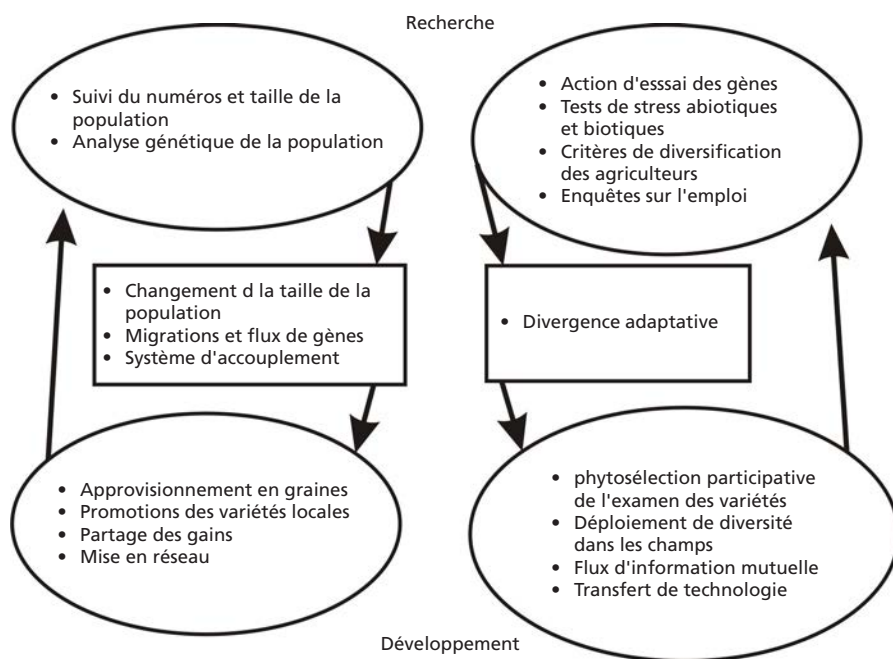 Recherche
• Suivi du numéros et taille de la
population
• Analyse génétique de la population
• Action d'esssai des gènes
• Tests de stress abiotiques
et biotiques
• Critères de diversification
des agriculteurs
• Enquêtes sur l'emploi
• Changement d la taille de la
population
• Migrations et flux de gènes
• Système d'accouplement
• Divergence adaptative
• Approvisionnement en graines
• Promotions des variétés locales
• Partage des gains
• Mise en réseau
• phytosélection participative
de l'examen des variétés
• Déploiement de diversité
dans les champs
• Flux d'information mutuelle
• Transfert de technologie
Développement